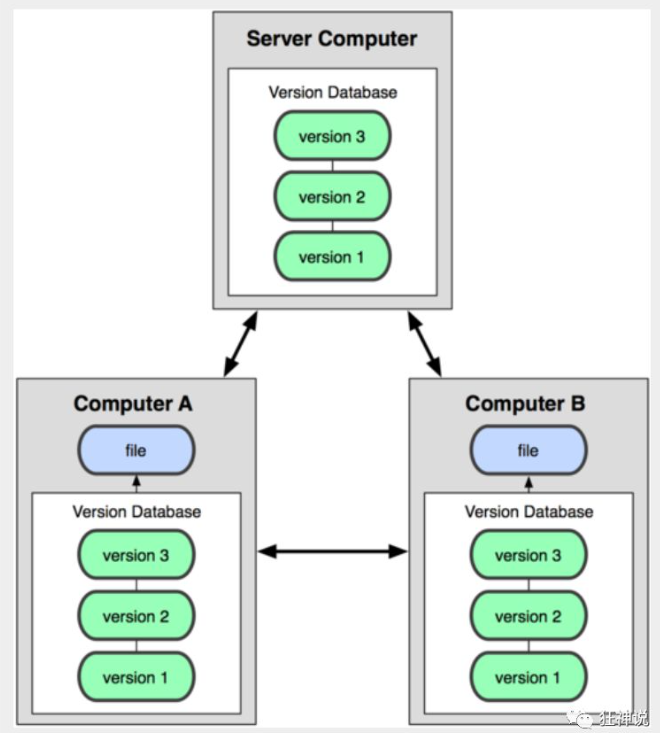 Server Computer
Version Database
version 3
version 2
version 1
Computer A
file
Version Database
version 3
version 2
version 1
Computer B
file
Version Database
version 3
version 2
version 1
狂神说